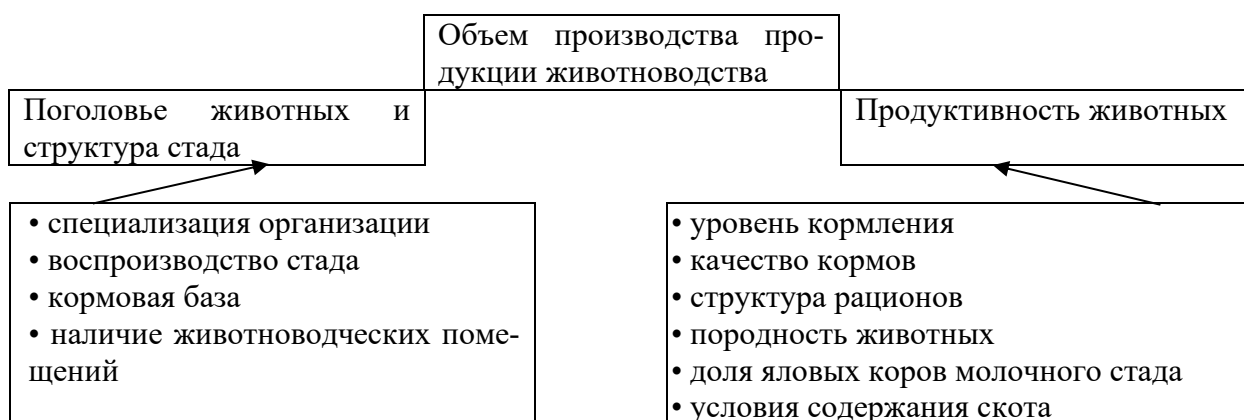 Объем производства про-
дукции животноводства
Поголовье животных и
структура стада
Продуктивность животных
• специализация организации
• воспроизводство стада
• кормовая база
• наличие животноводческих поме-
щений
• уровень кормления
• качество кормов
• структура рационов
• породность животных
• доля яловых коров молочного стада
• условия содержания скота